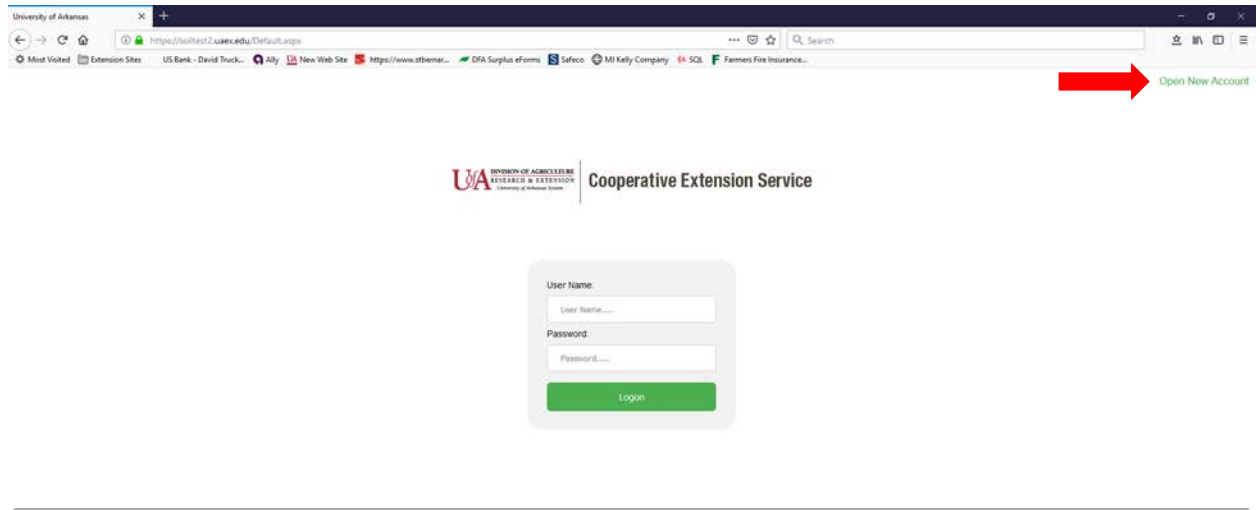 University of Arkansas
https://soiltest2.uaex.edu/Default.aspx
Search
Most Visited Extension Sites US Bank - David Truck... Ally New Web Site https://www.stbernar... DFA Surplus eForms Safeco MJ Kelly Company SQL Farmers Fire Insurance...
Open New Account
UA DIVISION OF AGRICULTURE
RESEARCH & EXTENSION
University of Arkansas System
Cooperative Extension Service
User Name:
User Name......
Password:
Password......
Logon